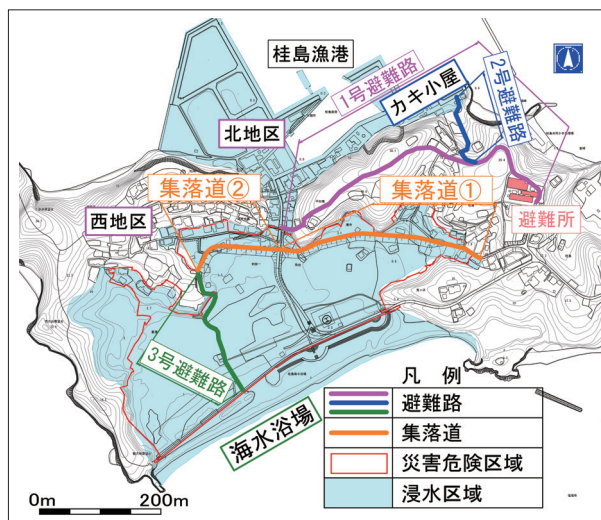 桂島漁港
1号避難路
カキ小屋
2号避難路
北地区
集落道②
集落道①
西地区
避難所
3号避難路
海水浴場
凡 例
避難路
集落道
災害危険区域
浸水区域
0m 200m